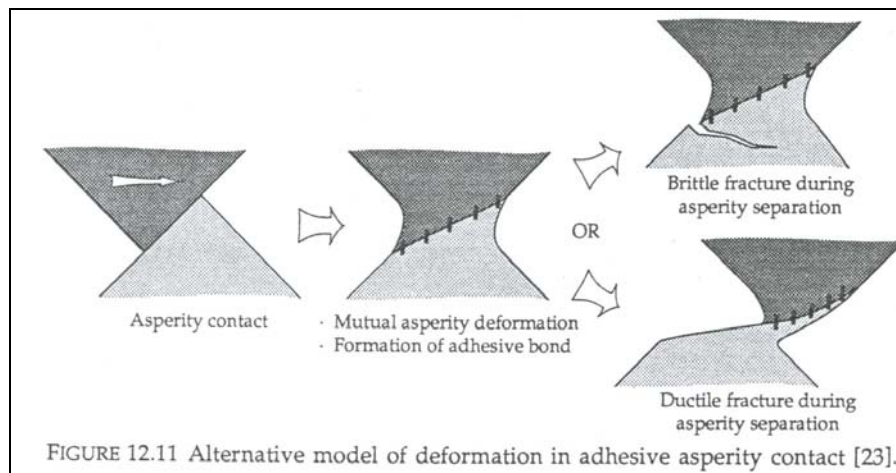 Asperity contact
· Mutual asperity deformation
· Formation of adhesive bond
OR
Brittle fracture during
asperity separation
Ductile fracture during
asperity separation
FIGURE 12.11 Alternative model of deformation in adhesive asperity contact [23].